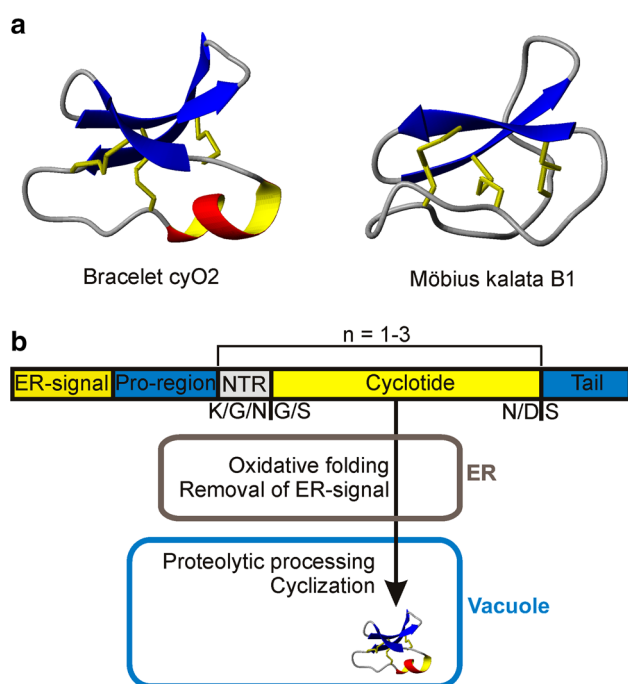 a
Bracelet cyO2
Möbius kalata B1
b
n = 1-3
ER-signal Pro-region NTR Cyclotide Tail
K/G/N G/S N/D S
Oxidative folding
Removal of ER-signal
ER
Proteolytic processing
Cyclization
Vacuole